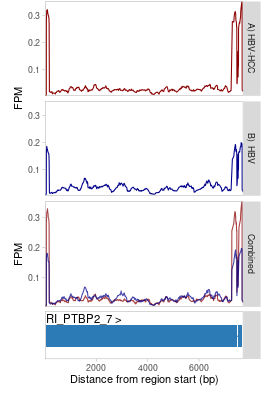 0.3
0.2
0.1
FPM
A) HBV-HCC
0.3
0.2
0.1
B) HBV
0.3
0.2
0.1
FPM
Combined
RI_PTBP2_7 >
2000 4000 6000
Distance from region start (bp)